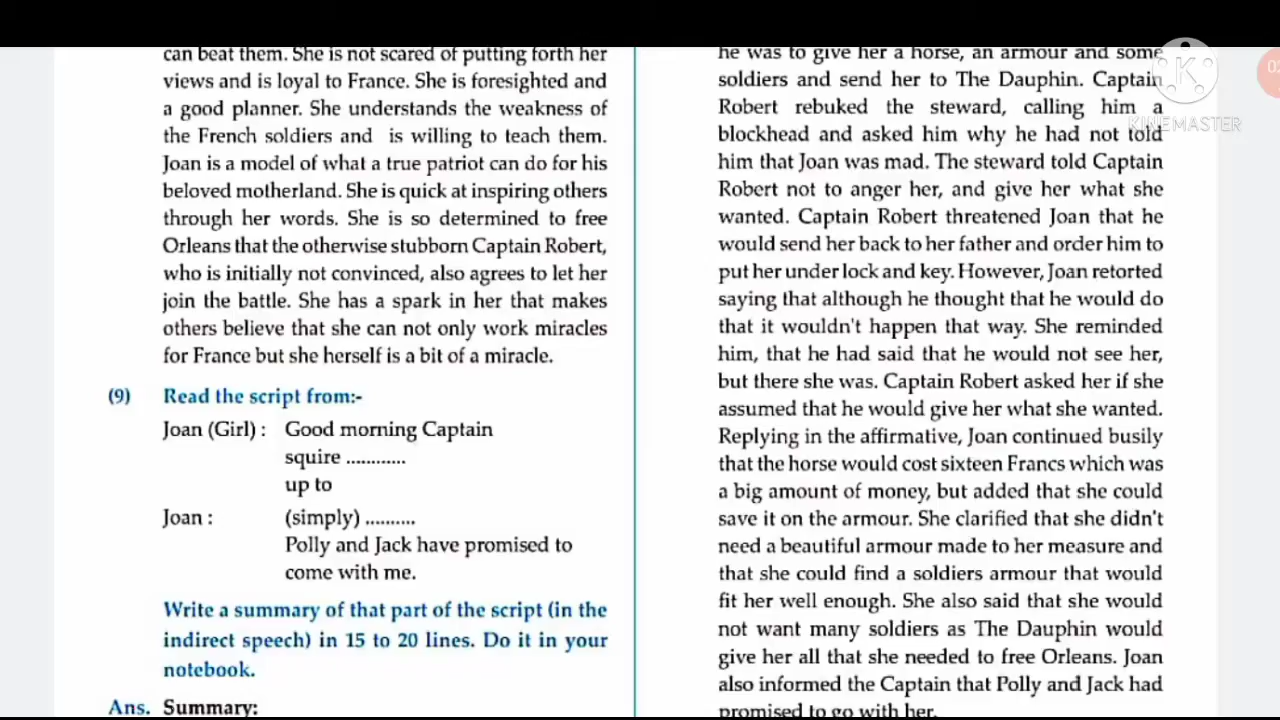 can beat them. She is not scared of putting forth her
views and is loyal to France. She is foresighted and
a good planner. She understands the weakness of
the French soldiers and is willing to teach them.
Joan is a model of what a true patriot can do for his
beloved motherland. She is quick at inspiring others
through her words. She is so determined to free
Orleans that the otherwise stubborn Captain Robert,
who is initially not convinced, also agrees to let her
join the battle. She has a spark in her that makes
others believe that she can not only work miracles
for France but she herself is a bit of a miracle.
(9) Read the script from:-
Joan (Girl) : Good morning Captain
squire ............
up to
Joan : (simply) ..........
Polly and Jack have promised to
come with me.
Write a summary of that part of the script (in the
indirect speech) in 15 to 20 lines. Do it in your
notebook.
Ans. Summary:
he was to give her a horse, an armour and some
soldiers and send her to The Dauphin. Captain
Robert rebuked the steward, calling him a
blockhead and asked him why he had not told
him that Joan was mad. The steward told Captain
Robert not to anger her, and give her what she
wanted. Captain Robert threatened Joan that he
would send her back to her father and order him to
put her under lock and key. However, Joan retorted
saying that although he thought that he would do
that it wouldn't happen that way. She reminded
him, that he had said that he would not see her,
but there she was. Captain Robert asked her if she
assumed that he would give her what she wanted.
Replying in the affirmative, Joan continued busily
that the horse would cost sixteen Francs which was
a big amount of money, but added that she could
save it on the armour. She clarified that she didn't
need a beautiful armour made to her measure and
that she could find a soldiers armour that would
fit her well enough. She also said that she would
not want many soldiers as The Dauphin would
give her all that she needed to free Orleans. Joan
also informed the Captain that Polly and Jack had
promised to go with her.
K
KINEMASTER